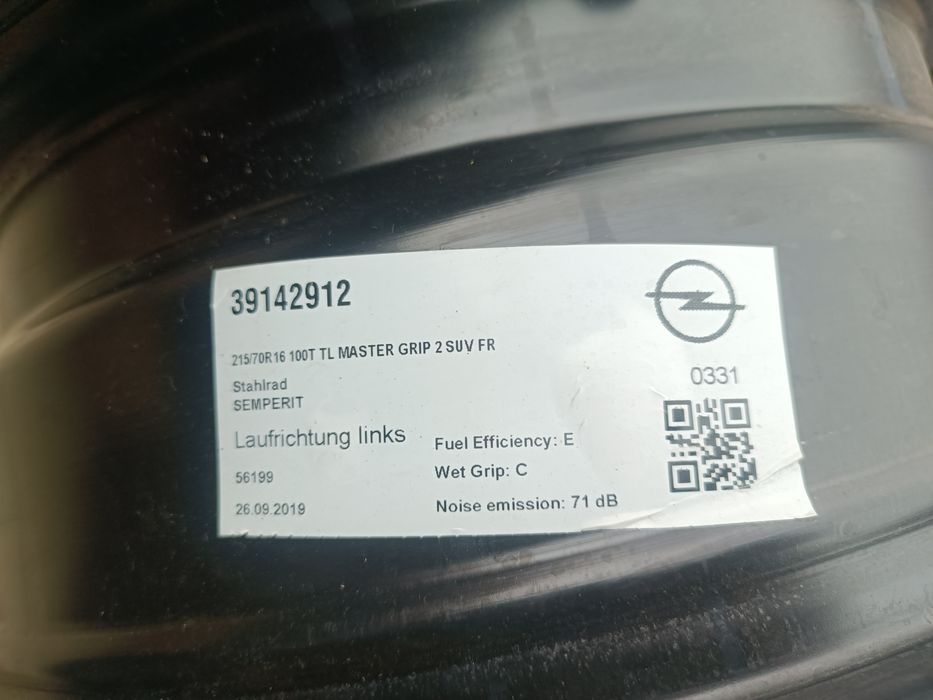 39142912
215/70R16 100T TL MASTER GRIP 2 SUV FR
Stahlrad
SEMPERIT
0331
Laufrichtung links
Fuel Efficiency: E
56199
Wet Grip: C
26.09.2019
Noise emission: 71 dB